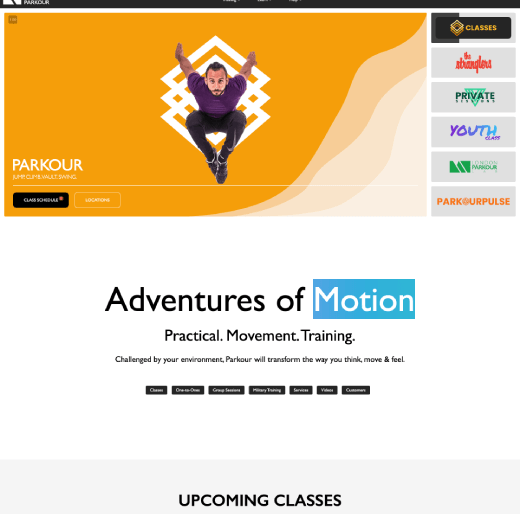 PARKOUR
CLASSES
the
stranglers
PARKOUR
JUMP. CLIMB. VAULT. SWING.
CLASS SCHEDULE
LOCATIONS
PRIVATE
SESSIONS
YOUTH
CLASS
LONDON
PARKOUR
PARKOURPULSE
Adventures of Motion
Practical. Movement. Training.
Challenged by your environment, Parkour will transform the way you think, move & feel.
Classes
One-to-Ones
Group Sessions
Military Training
Services
Videos
Customers
UPCOMING CLASSES